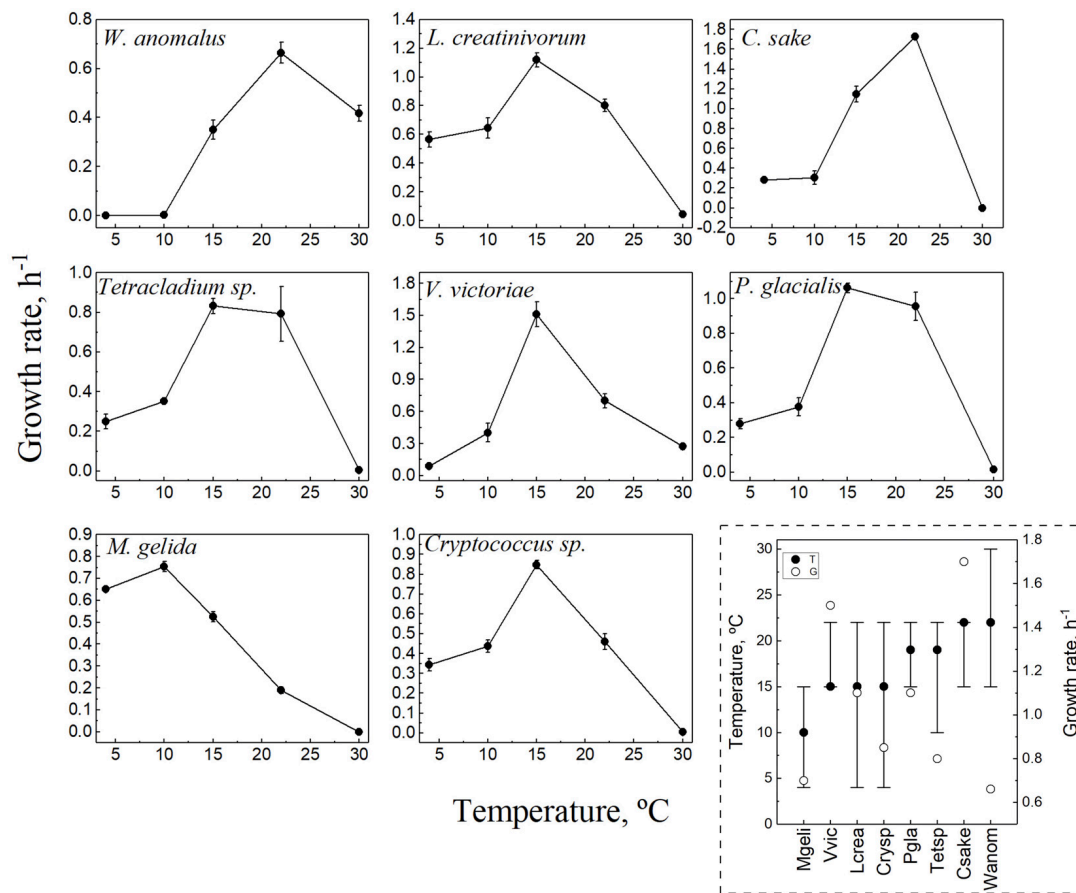 W. anomalus
0.8
0.6
0.4
0.2
0.0
5 10 15 20 25 30
L. creatinivorum
1.4
1.2
1.0
0.8
0.6
0.4
0.2
0.0
5 10 15 20 25 30
C. sake
1.8
1.6
1.4
1.2
1.0
0.8
0.6
0.4
0.2
0.0
-0.2
0 5 10 15 20 25 30
Growth rate, h-1
Tetracladium sp.
1.0
0.8
0.6
0.4
0.2
0.0
5 10 15 20 25 30
V. victoriae
1.8
1.5
1.2
0.9
0.6
0.3
0.0
5 10 15 20 25 30
P. glacialis
1.0
0.8
0.6
0.4
0.2
0.0
5 10 15 20 25 30
M. gelida
0.9
0.8
0.7
0.6
0.5
0.4
0.3
0.2
0.1
0.0
5 10 15 20 25 30
Cryptococcus sp.
1.0
0.9
0.8
0.7
0.6
0.5
0.4
0.3
0.2
0.1
0.0
5 10 15 20 25 30
Temperature, ºC
Temperature, ºC
30
25
20
15
10
5
0
T
G
1.8
1.6
1.4
1.2
1.0
0.8
0.6
Growth rate, h-1
Mgeli
Vvic
Lcrea
Crysp
Pgla
Tetsp
Csake
Wanom